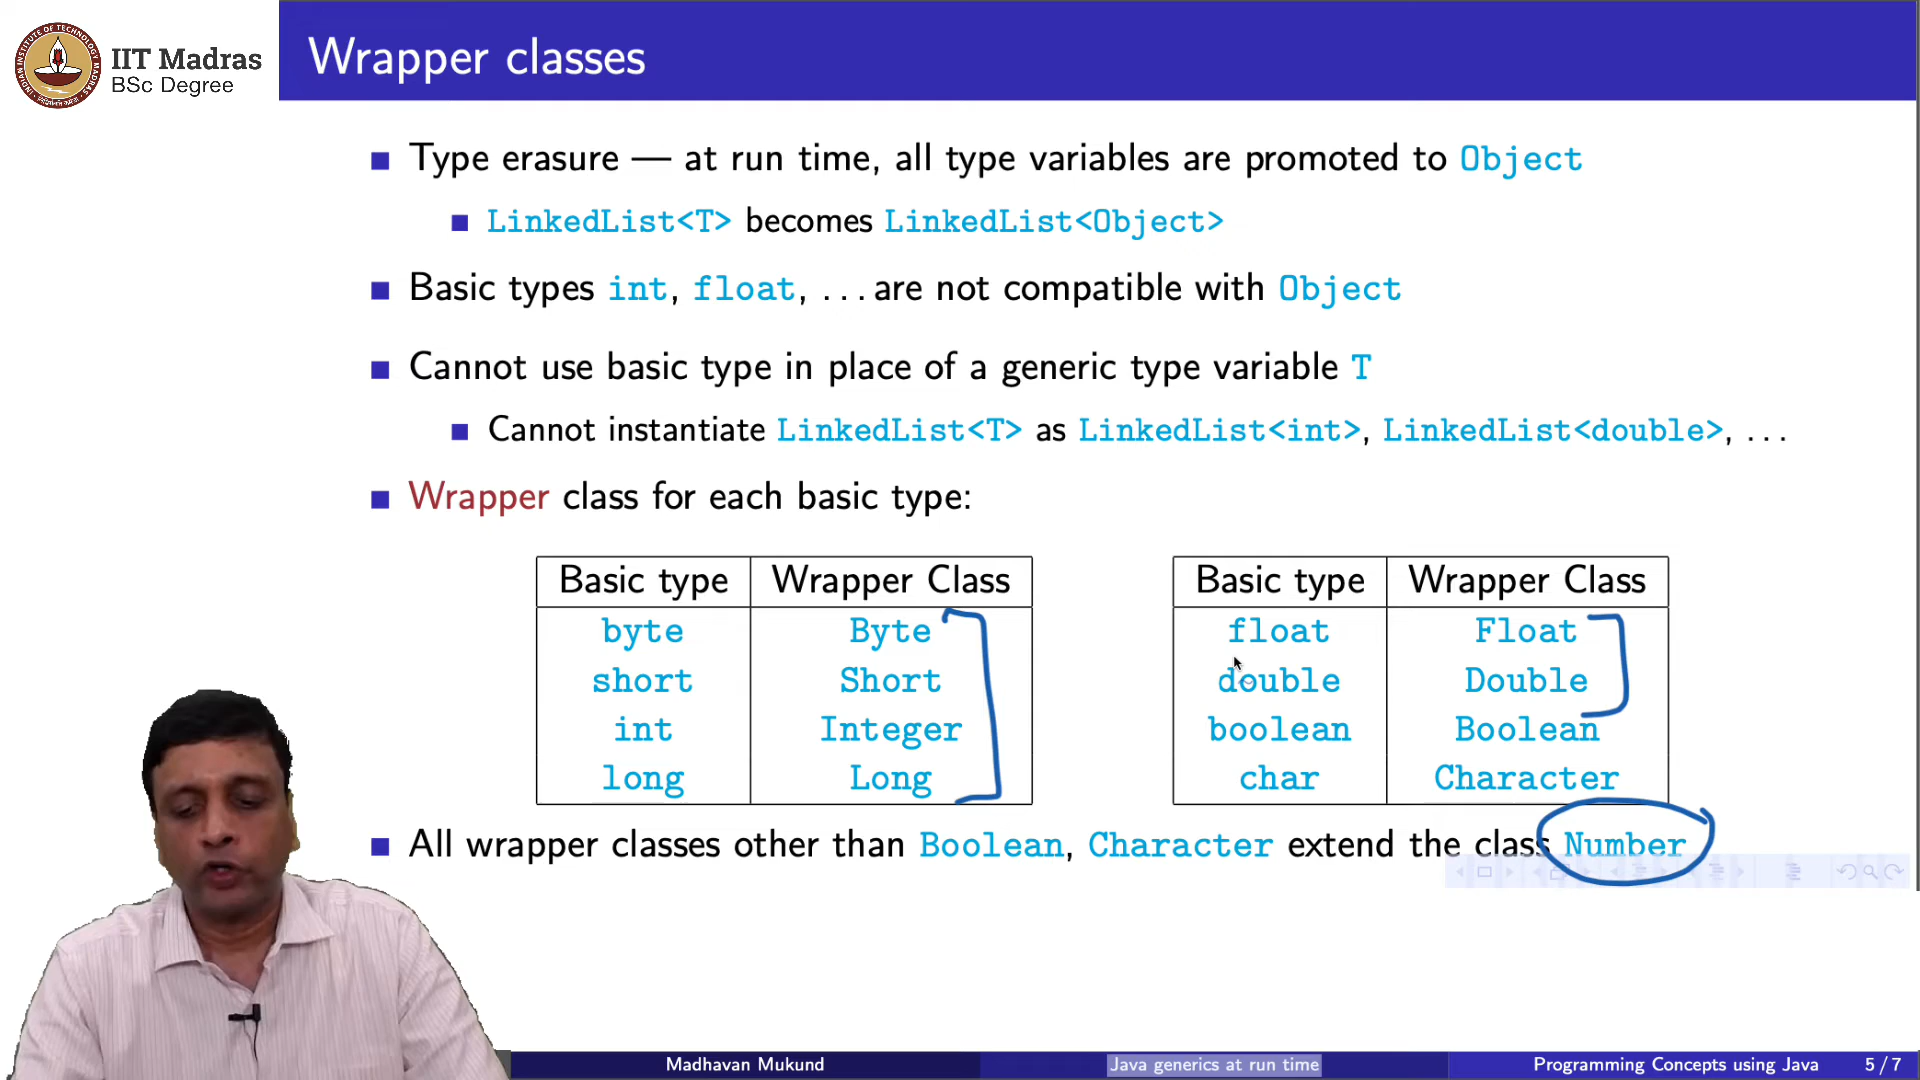 IIT Madras
BSc Degree
Wrapper classes
Type erasure — at run time, all type variables are promoted to Object
LinkedList<T> becomes LinkedList<Object>
Basic types int, float, ... are not compatible with Object
Cannot use basic type in place of a generic type variable T
Cannot instantiate LinkedList<T> as LinkedList<int>, LinkedList<double>, ...
Wrapper class for each basic type:
Basic type Wrapper Class
byte Byte
short Short
int Integer
long Long
Basic type Wrapper Class
float Float
double Double
boolean Boolean
char Character
All wrapper classes other than Boolean, Character extend the class Number
Madhavan Mukund Java generics at run time Programming Concepts using Java 5 / 7